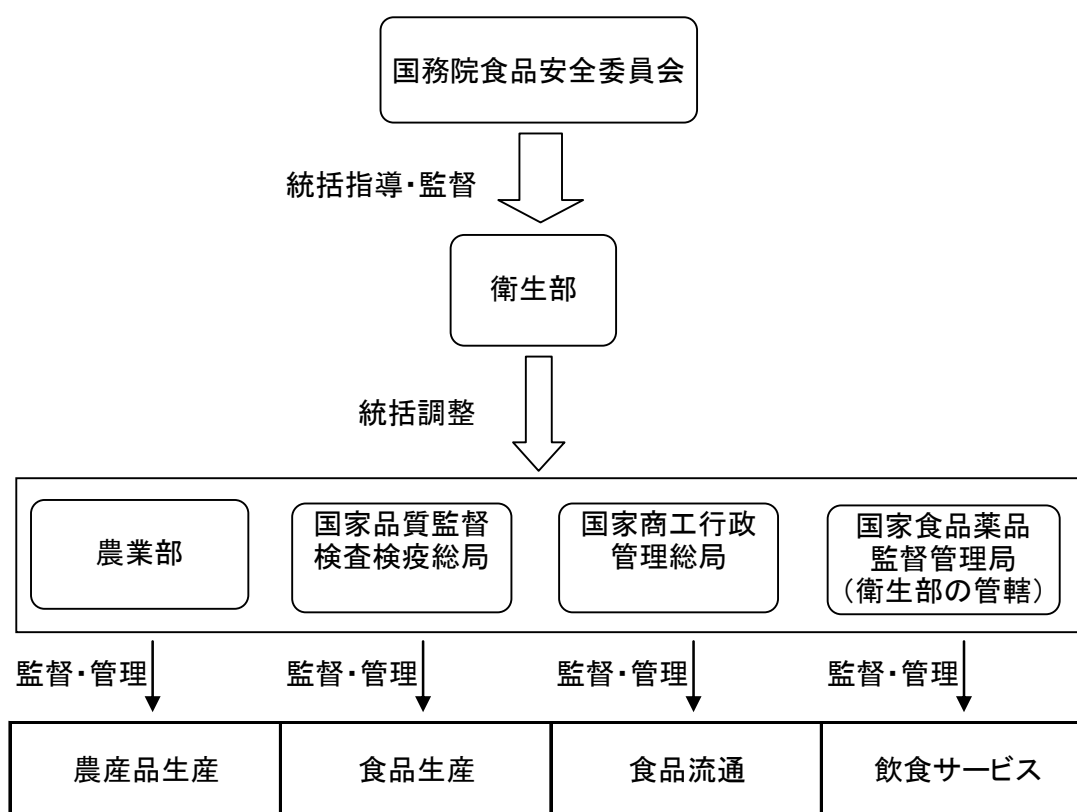 国務院食品安全委員会
統括指導・監督
衛生部
統括調整
農業部
国家品質監督
検査検疫総局
国家商工行政
管理総局
国家食品薬品
監督管理局
(衛生部の管轄)
監督・管理
監督・管理
監督・管理
監督・管理
農産品生産
食品生産
食品流通
飲食サービス